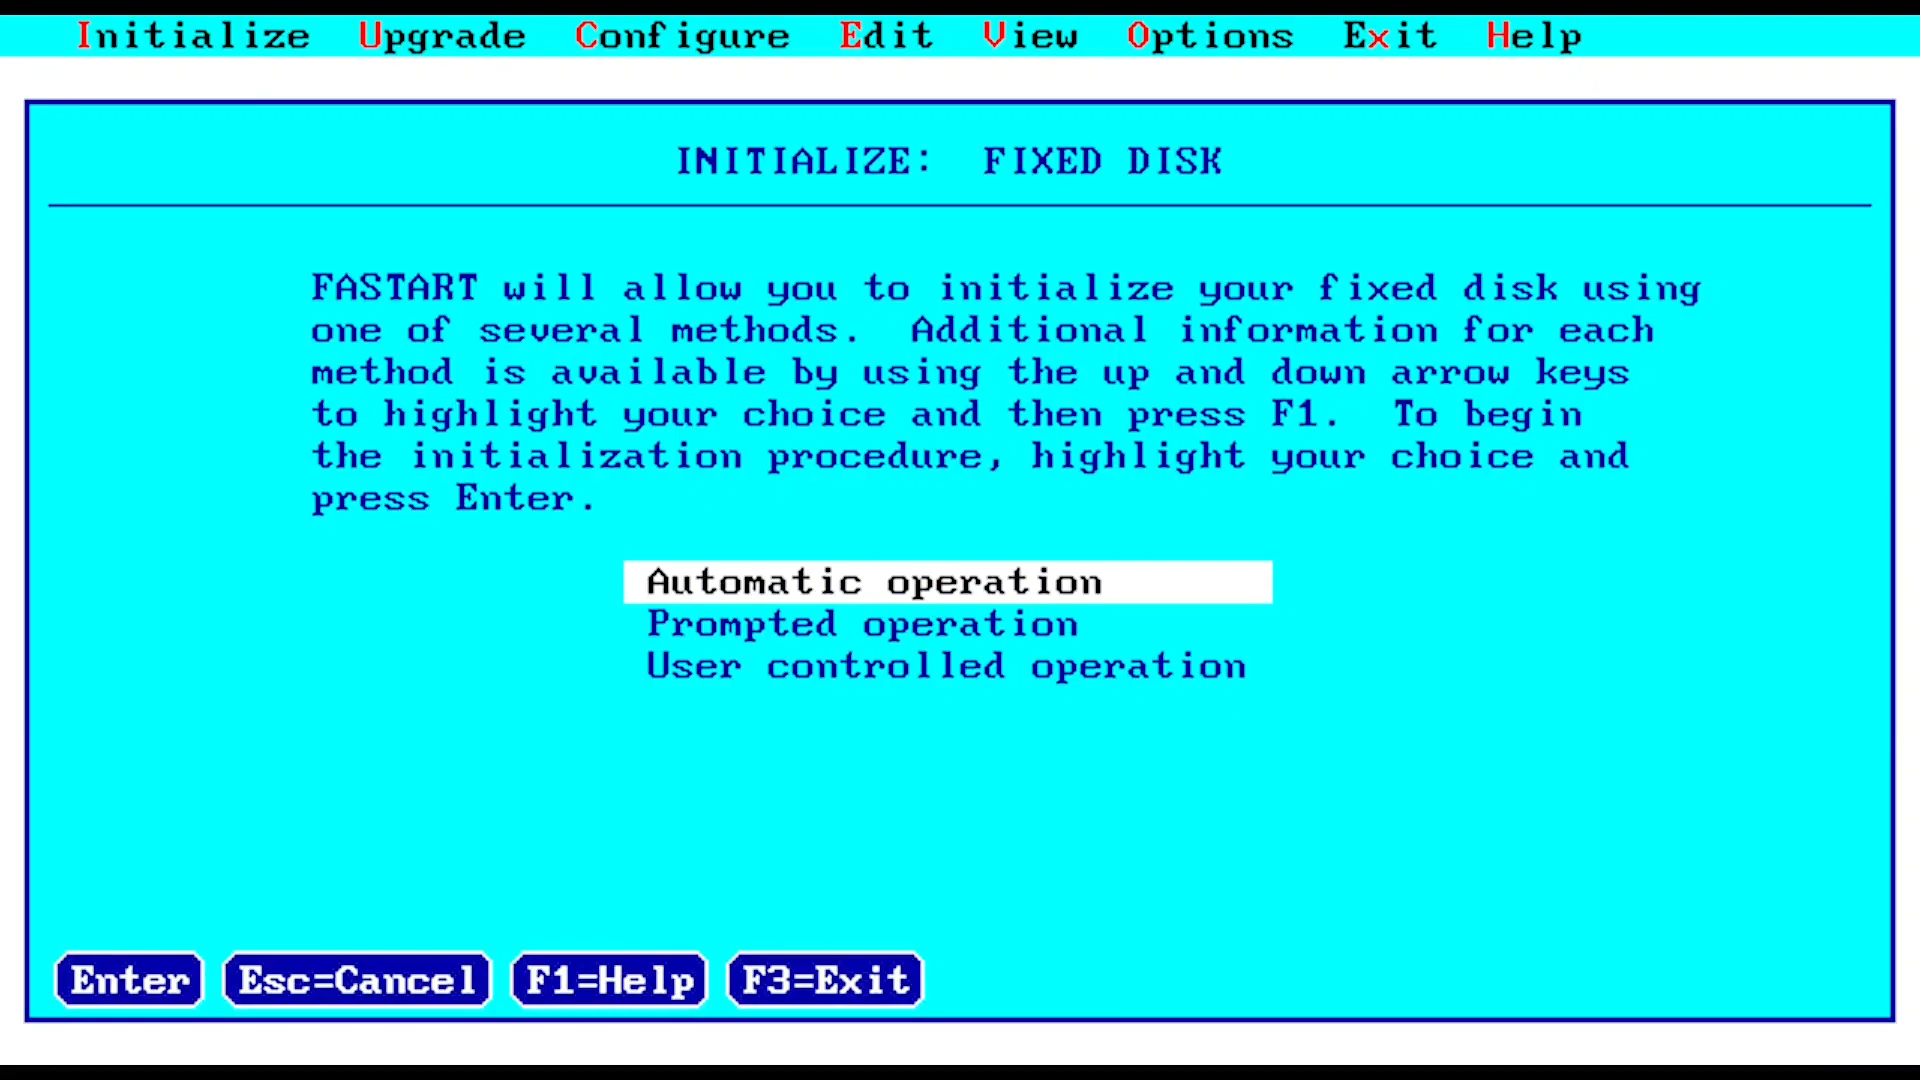 Initialize Upgrade Configure Edit View Options Exit Help
INITIALIZE: FIXED DISK
FASTART will allow you to initialize your fixed disk using
one of several methods. Additional information for each
method is available by using the up and down arrow keys
to highlight your choice and then press F1. To begin
the initialization procedure, highlight your choice and
press Enter.
Automatic operation
Prompted operation
User controlled operation
Enter Esc=Cancel F1=Help F3=Exit